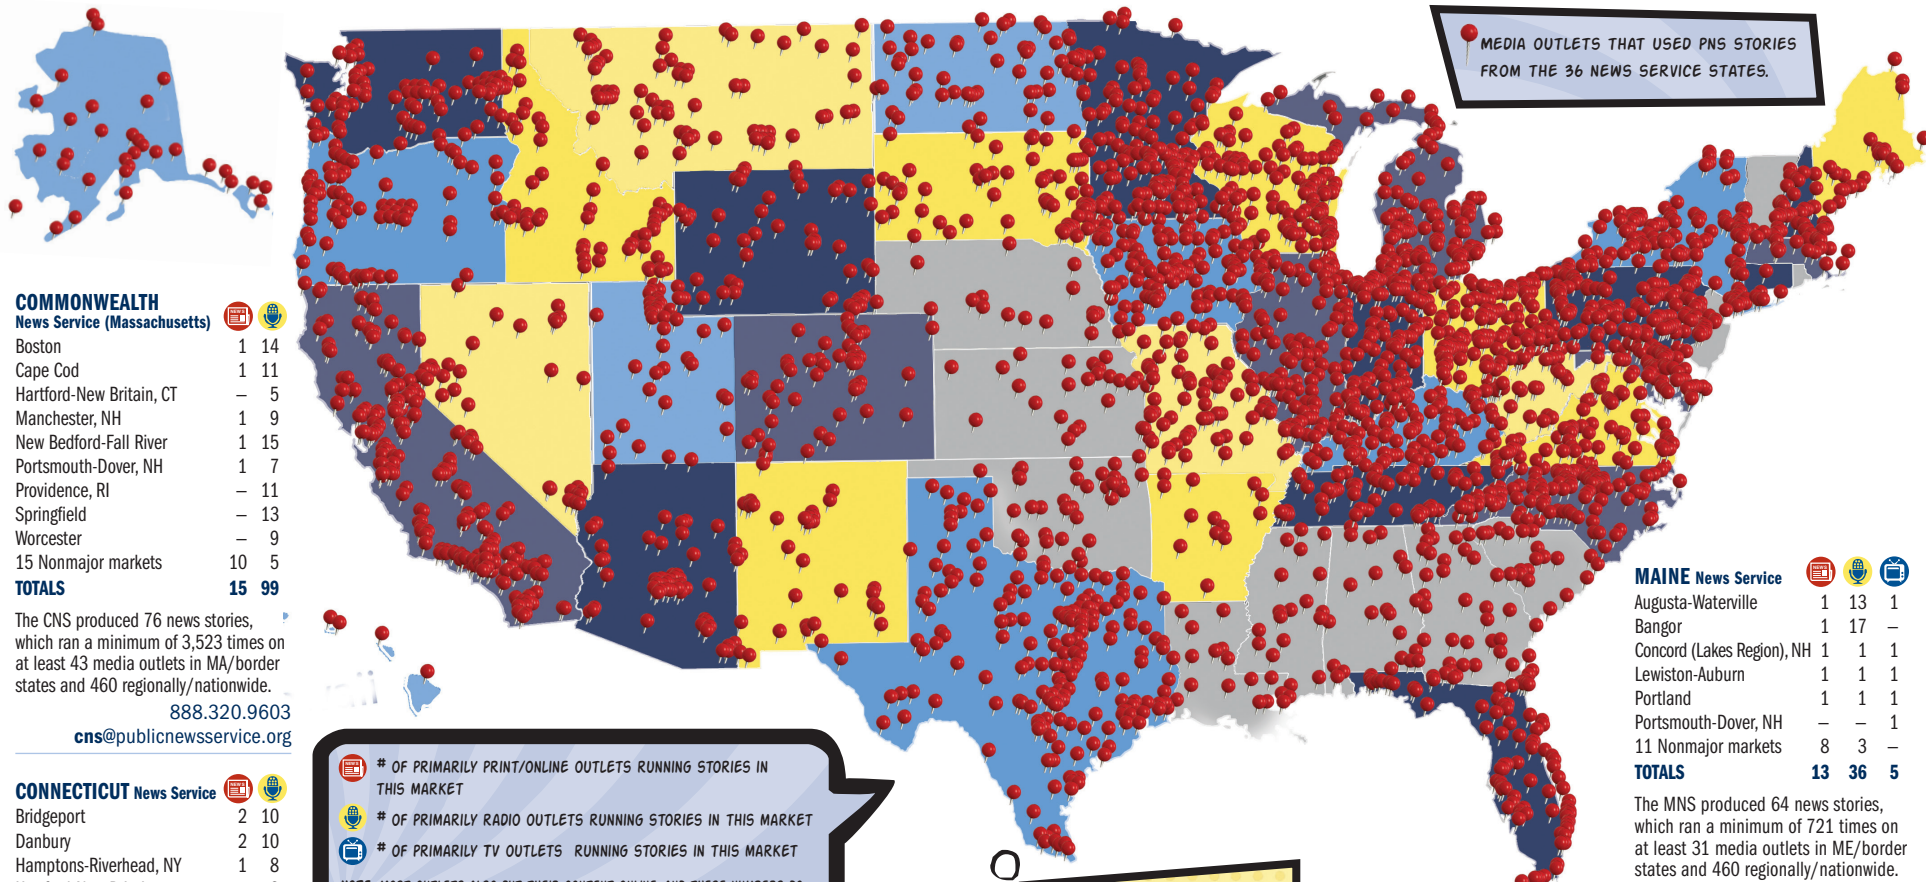 MEDIA OUTLETS THAT USED PNS STORIES
FROM THE 36 NEWS SERVICE STATES.
COMMONWEALTH
News Service (Massachusetts) NEWS
Boston 1 14
Cape Cod 1 11
Hartford-New Britain, CT – 5
Manchester, NH 1 9
New Bedford-Fall River 1 15
Portsmouth-Dover, NH 1 7
Providence, RI – 11
Springfield – 13
Worcester – 9
15 Nonmajor markets 10 5
TOTALS 15 99
The CNS produced 76 news stories,
which ran a minimum of 3,523 times on
at least 43 media outlets in MA/border
states and 460 regionally/nationwide.
888.320.9603
cns@publicnewsservice.org
CONNECTICUT News Service NEWS
Bridgeport 2 10
Danbury 2 10
Hamptons-Riverhead, NY 1 8
NEWS # OF PRIMARILY PRINT/ONLINE OUTLETS RUNNING STORIES IN
THIS MARKET
# OF PRIMARILY RADIO OUTLETS RUNNING STORIES IN THIS MARKET
# OF PRIMARILY TV OUTLETS RUNNING STORIES IN THIS MARKET
MAINE News Service NEWS
Augusta-Waterville 1 13 1
Bangor 1 17 –
Concord (Lakes Region), NH 1 1 1
Lewiston-Auburn 1 1 1
Portland 1 1 1
Portsmouth-Dover, NH – – 1
11 Nonmajor markets 8 3 –
TOTALS 13 36 5
The MNS produced 64 news stories,
which ran a minimum of 721 times on
at least 31 media outlets in ME/border
states and 460 regionally/nationwide.